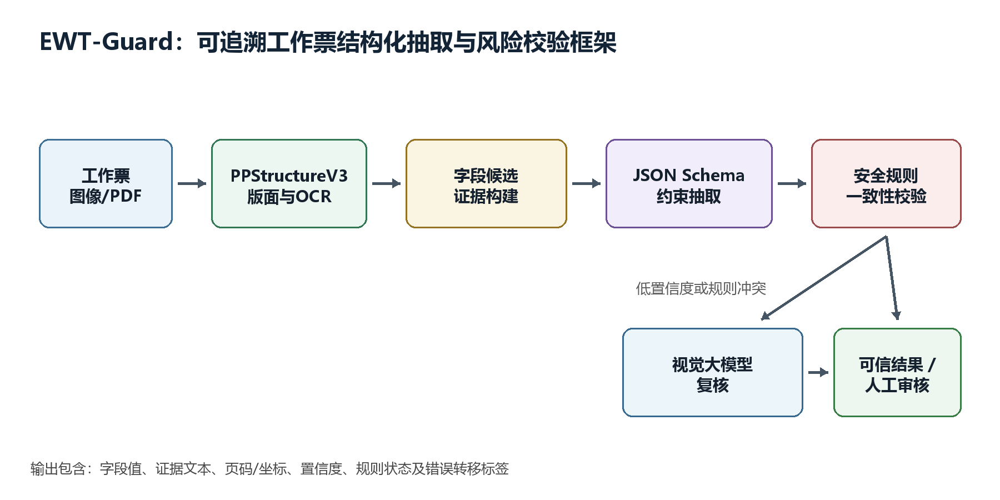 EWT-Guard：可追溯工作票结构化抽取与风险校验框架
工作票
图像/PDF
PPStructureV3
版面与OCR
字段候选
证据构建
JSON Schema
约束抽取
安全规则
一致性校验
低置信度或规则冲突
视觉大模型
复核
可信结果 /
人工审核
输出包含：字段值、证据文本、页码/坐标、置信度、规则状态及错误转移标签